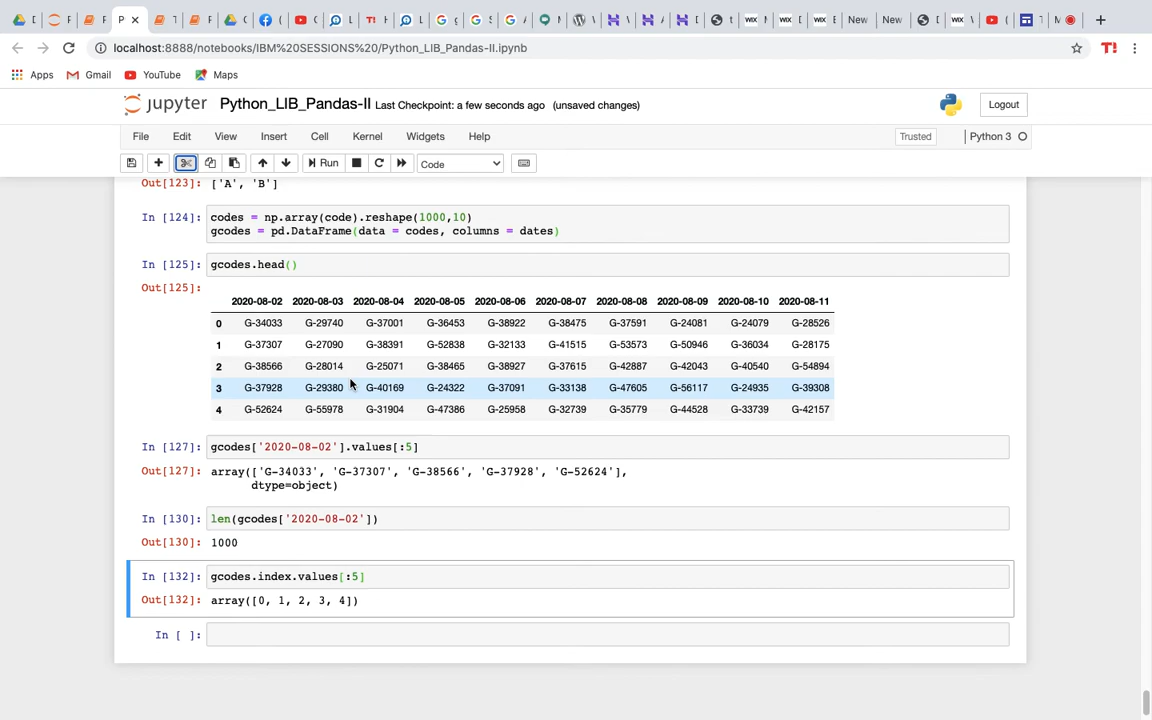 localhost:8888/notebooks/IBM%20SESSIONS%20/Python_LIB_Pandas-II.ipynb
Apps Gmail YouTube Maps
jupyter Python_LIB_Pandas-II Last Checkpoint: a few seconds ago (unsaved changes) Logout
File Edit View Insert Cell Kernel Widgets Help Trusted Python 3
Run Code
Out[123]: ['A', 'B']
In [124]: codes = np.array(code).reshape(1000,10)
gcodes = pd.DataFrame(data = codes, columns = dates)
In [125]: gcodes.head()
Out[125]:
2020-08-02 2020-08-03 2020-08-04 2020-08-05 2020-08-06 2020-08-07 2020-08-08 2020-08-09 2020-08-10 2020-08-11
0 G-34033 G-29740 G-37001 G-36453 G-38922 G-38475 G-37591 G-24081 G-24079 G-28526
1 G-37307 G-27090 G-38391 G-52838 G-32133 G-41515 G-53573 G-50946 G-36034 G-28175
2 G-38566 G-28014 G-25071 G-38465 G-38927 G-37615 G-42887 G-42043 G-40540 G-54894
3 G-37928 G-29380 G-40169 G-24322 G-37091 G-33138 G-47605 G-56117 G-24935 G-39308
4 G-52624 G-55978 G-31904 G-47386 G-25958 G-32739 G-35779 G-44528 G-33739 G-42157
In [127]: gcodes['2020-08-02'].values[:5]
Out[127]: array(['G-34033', 'G-37307', 'G-38566', 'G-37928', 'G-52624'],
dtype=object)
In [130]: len(gcodes['2020-08-02'])
Out[130]: 1000
In [132]: gcodes.index.values[:5]
Out[132]: array([0, 1, 2, 3, 4])
In [ ]: